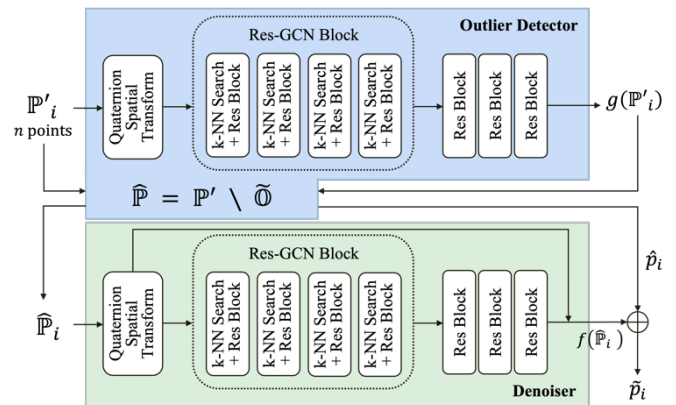 Res-GCN Block
Outlier Detector
ℙ′ᵢ
n points
Quaternion
Spatial
Transform
k-NN Search
+ Res Block
k-NN Search
+ Res Block
k-NN Search
+ Res Block
k-NN Search
+ Res Block
Res Block
Res Block
Res Block
g(ℙ′ᵢ)
ℙ̂ = ℙ′ \ 𝕆̃
Res-GCN Block
ℙ̂ᵢ
Quaternion
Spatial
Transform
k-NN Search
+ Res Block
k-NN Search
+ Res Block
k-NN Search
+ Res Block
k-NN Search
+ Res Block
Res Block
Res Block
Res Block
p̂ᵢ
f(ℙ̂ᵢ)
p̃ᵢ
Denoiser